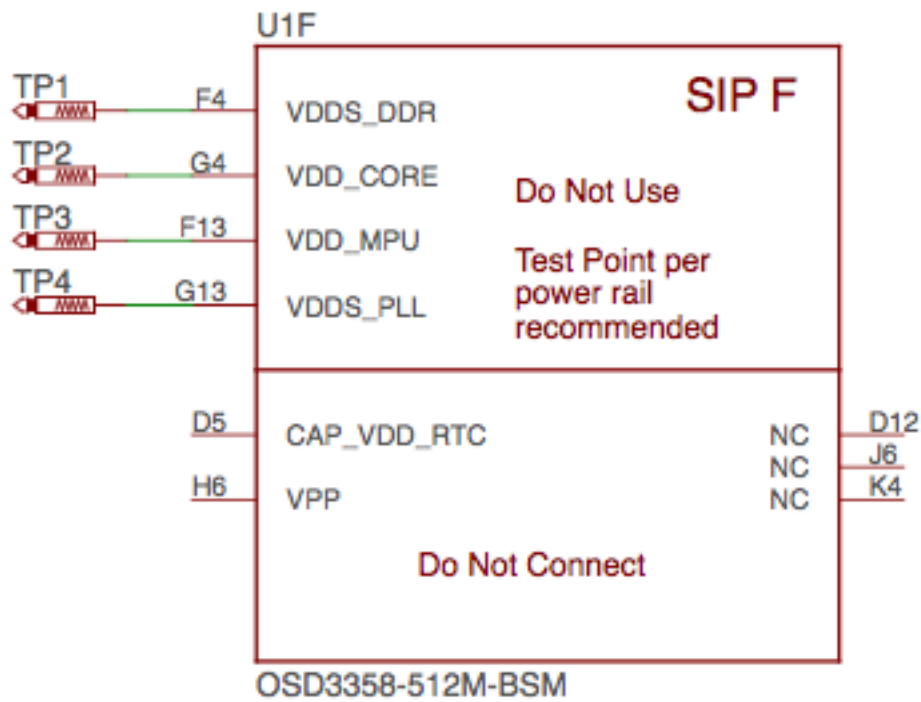 U1F
SIP F
TP1
F4
VDDS_DDR
TP2
G4
VDD_CORE
Do Not Use
TP3
F13
VDD_MPU
Test Point per
power rail
recommended
TP4
G13
VDDS_PLL
D5
CAP_VDD_RTC
NC
D12
NC
J6
H6
VPP
NC
K4
Do Not Connect
OSD3358-512M-BSM